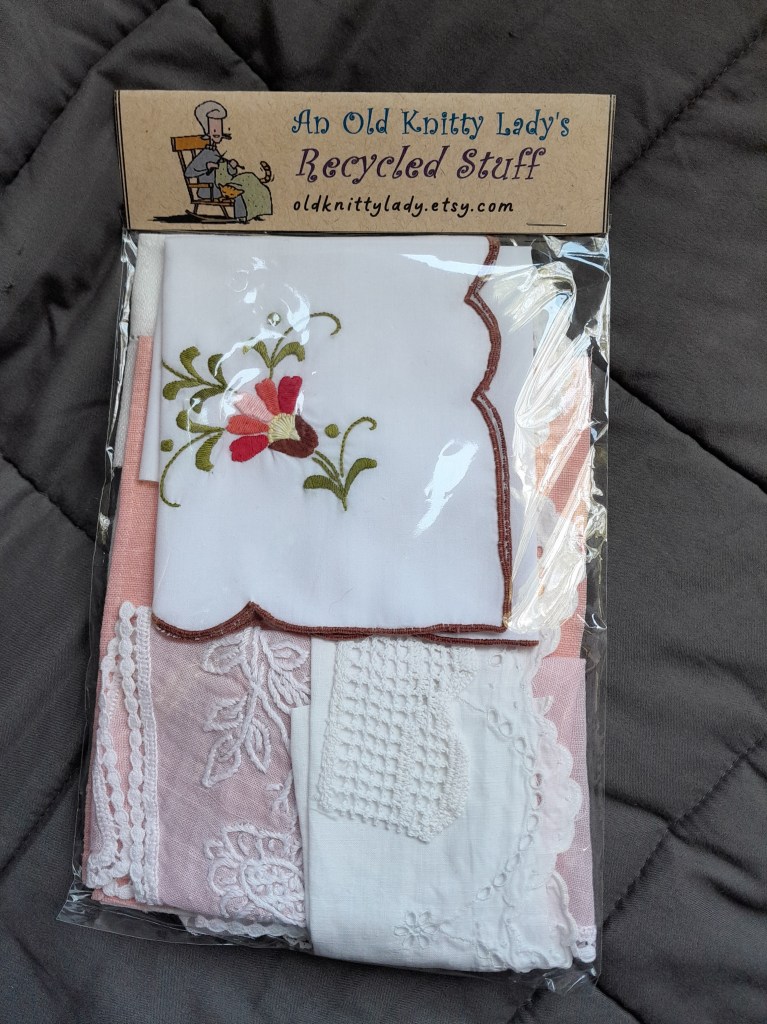 An Old Knitty Lady's
Recycled Stuff
oldknittylady.etsy.com